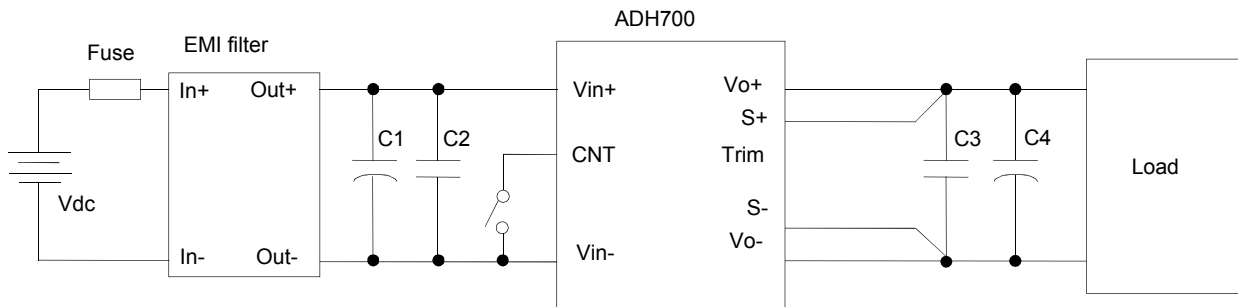 ADH700
Fuse
EMI filter
In+
Out+
Vin+
Vo+
S+
C1
C2
CNT
Trim
C3
C4
Load
Vdc
S-
In-
Out-
Vin-
Vo-